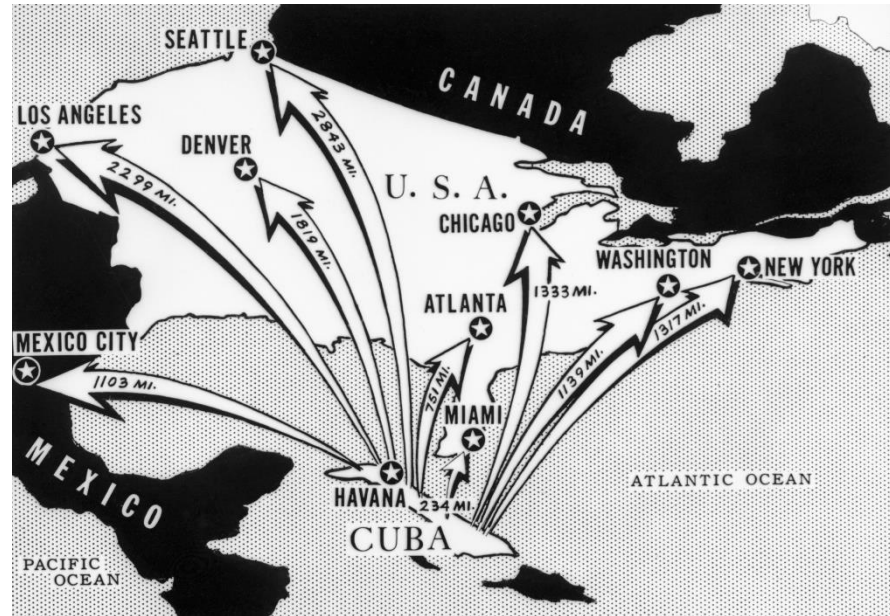 SEATTLE
CANADA
LOS ANGELES
2843 MI.
DENVER
2299 MI.
U. S. A.
1819 MI.
CHICAGO
WASHINGTON
NEW YORK
1333 MI.
ATLANTA
1317 MI.
MEXICO CITY
1139 MI.
1103 MI.
751 MI.
MIAMI
MEXICO
HAVANA
234 MI.
ATLANTIC OCEAN
CUBA
PACIFIC
OCEAN